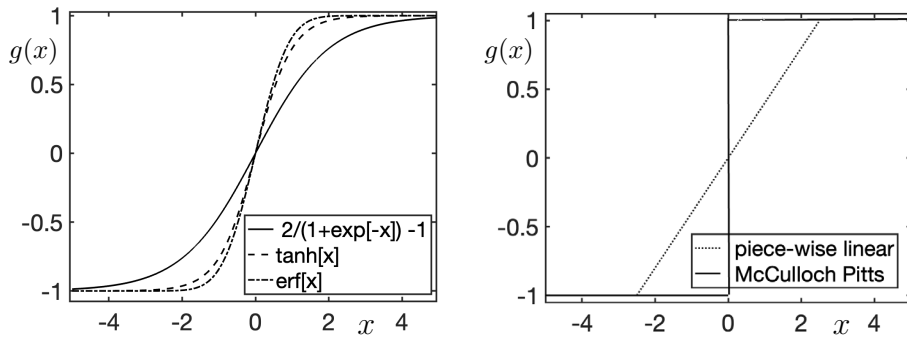 1
g(x)
0.5
0
-0.5
-1
-4
-2
0
2
x
4
2/(1+exp[-x]) -1
tanh[x]
erf[x]
1
g(x)
0.5
0
-0.5
-1
-4
-2
0
2
x
4
piece-wise linear
McCulloch Pitts